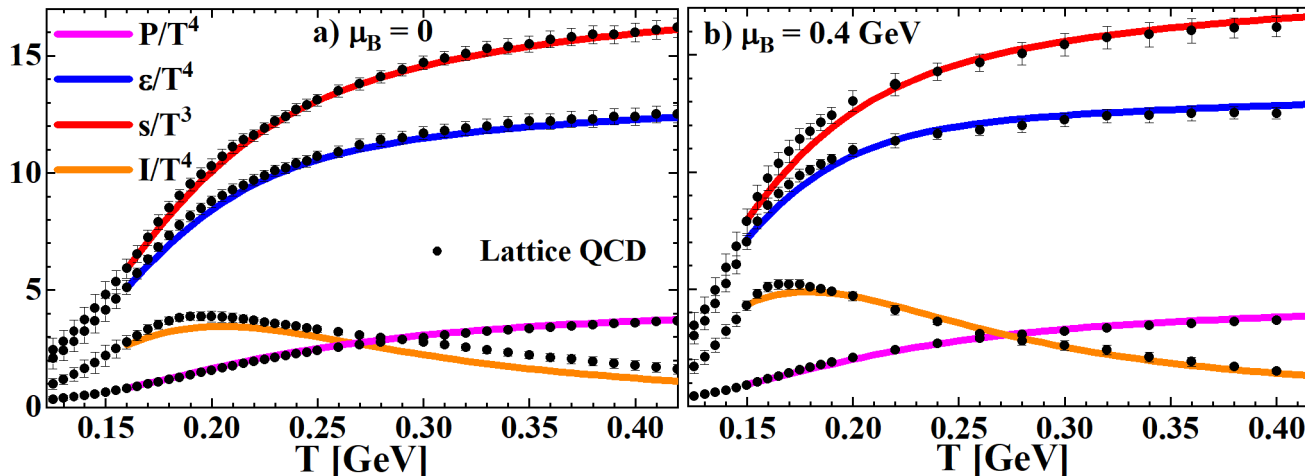 P/T⁴
ε/T⁴
s/T³
I/T⁴
a) μ_B = 0
Lattice QCD
15
10
5
0
0.15 0.20 0.25 0.30 0.35 0.40
T [GeV]
b) μ_B = 0.4 GeV
0.15 0.20 0.25 0.30 0.35 0.40
T [GeV]